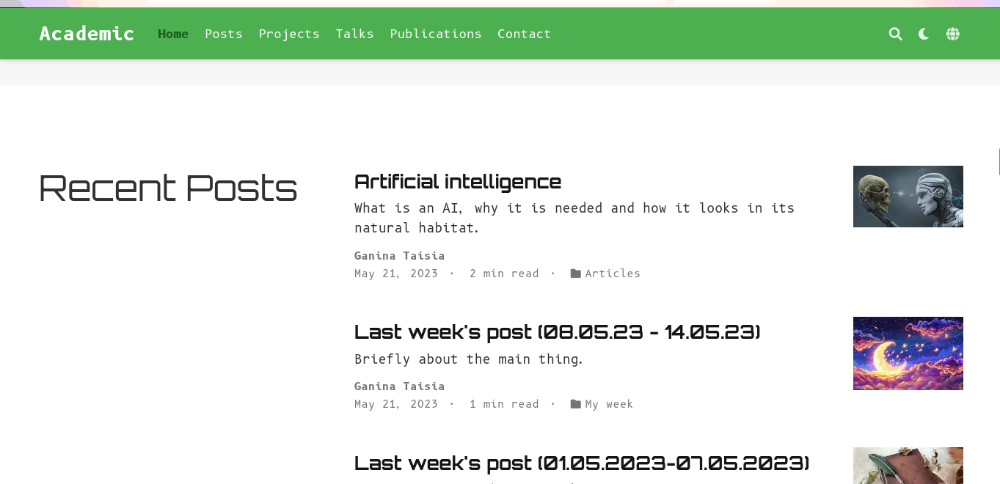 Academic Home Posts Projects Talks Publications Contact
Recent Posts
Artificial intelligence
What is an AI, why it is needed and how it looks in its
natural habitat.
Ganina Taisia
May 21, 2023 · 2 min read · Articles
Last week's post (08.05.23 - 14.05.23)
Briefly about the main thing.
Ganina Taisia
May 21, 2023 · 1 min read · My week
Last week's post (01.05.2023-07.05.2023)